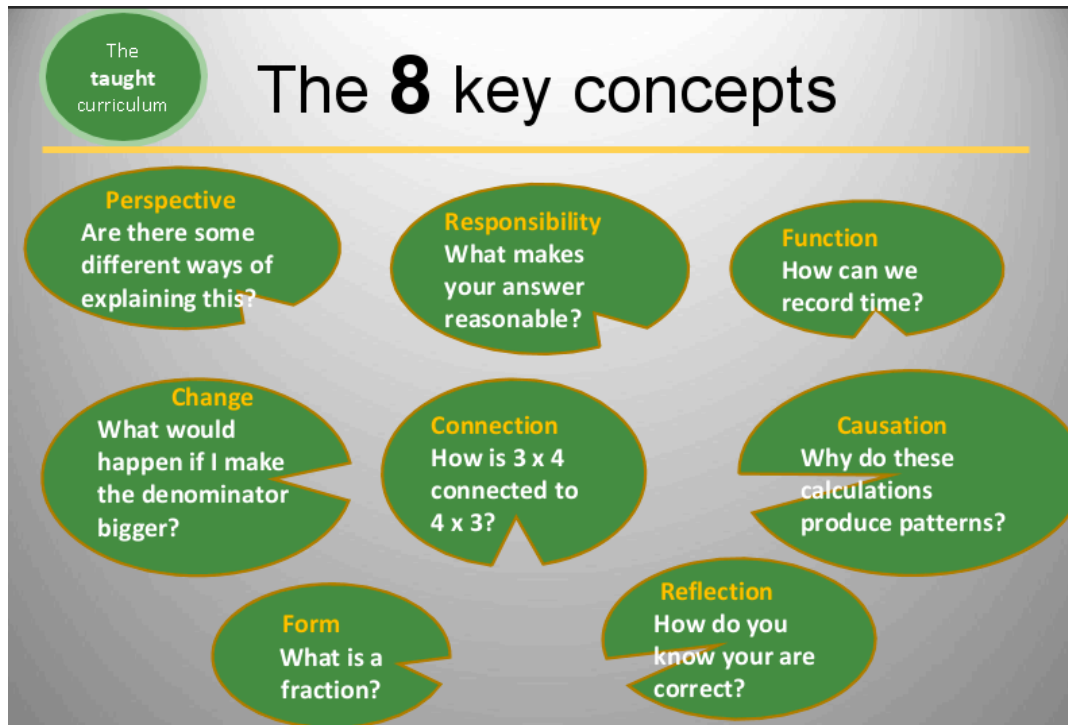 The
taught
curriculum
The 8 key concepts
Perspective
Are there some
different ways of
explaining this?
Responsibility
What makes
your answer
reasonable?
Function
How can we
record time?
Change
What would
happen if I make
the denominator
bigger?
Connection
How is 3 x 4
connected to
4 x 3?
Causation
Why do these
calculations
produce patterns?
Form
What is a
fraction?
Reflection
How do you
know your are
correct?